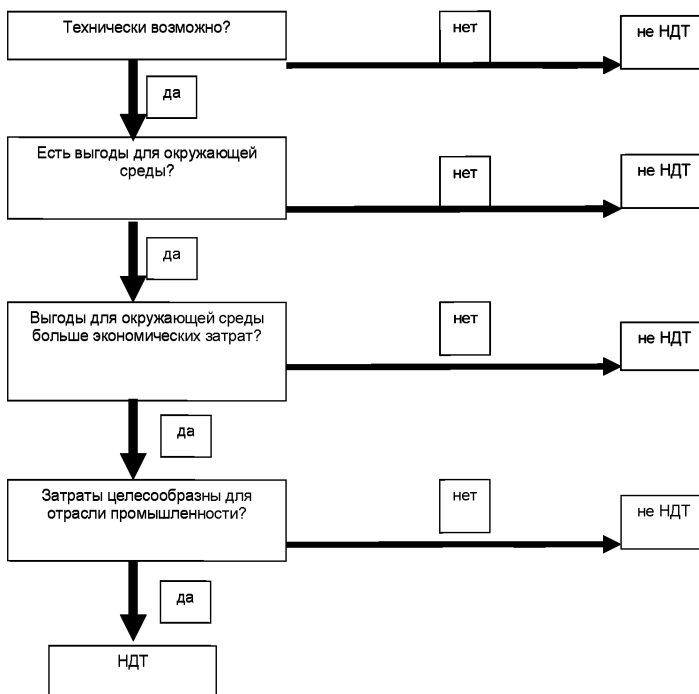 Технически возможно?
нет
не НДТ
да
Есть выгоды для окружающей
среды?
нет
не НДТ
да
Выгоды для окружающей среды
больше экономических затрат?
нет
не НДТ
да
Затраты целесообразны для
отрасли промышленности?
нет
не НДТ
да
НДТ